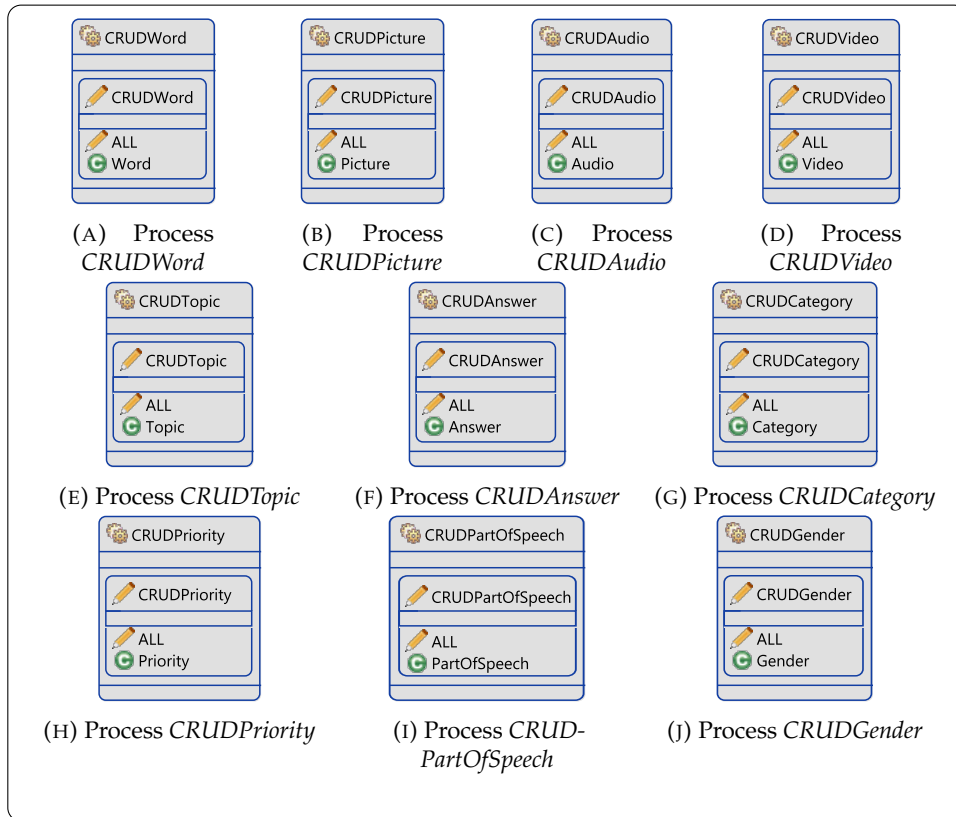 CRUDWord
CRUDWord
ALL
Word
(A) Process
CRUDWord
CRUDPicture
CRUDPicture
ALL
Picture
(B) Process
CRUDPicture
CRUDAudio
CRUDAudio
ALL
Audio
(C) Process
CRUDAudio
CRUDVideo
CRUDVideo
ALL
Video
(D) Process
CRUDVideo
CRUDTopic
CRUDTopic
ALL
C Topic
(E) Process CRUDTopic
CRUDAnswer
CRUDAnswer
ALL
C Answer
(F) Process CRUDAnswer
CRUDCategory
CRUDCategory
ALL
C Category
(G) Process CRUDCategory
CRUDPriority
CRUDPriority
ALL
C Priority
(H) Process CRUDPriority
CRUDPartOfSpeech
CRUDPartOfSpeech
ALL
C PartOfSpeech
(I) Process CRUD-
PartOfSpeech
CRUDGender
CRUDGender
ALL
C Gender
(J) Process CRUDGender